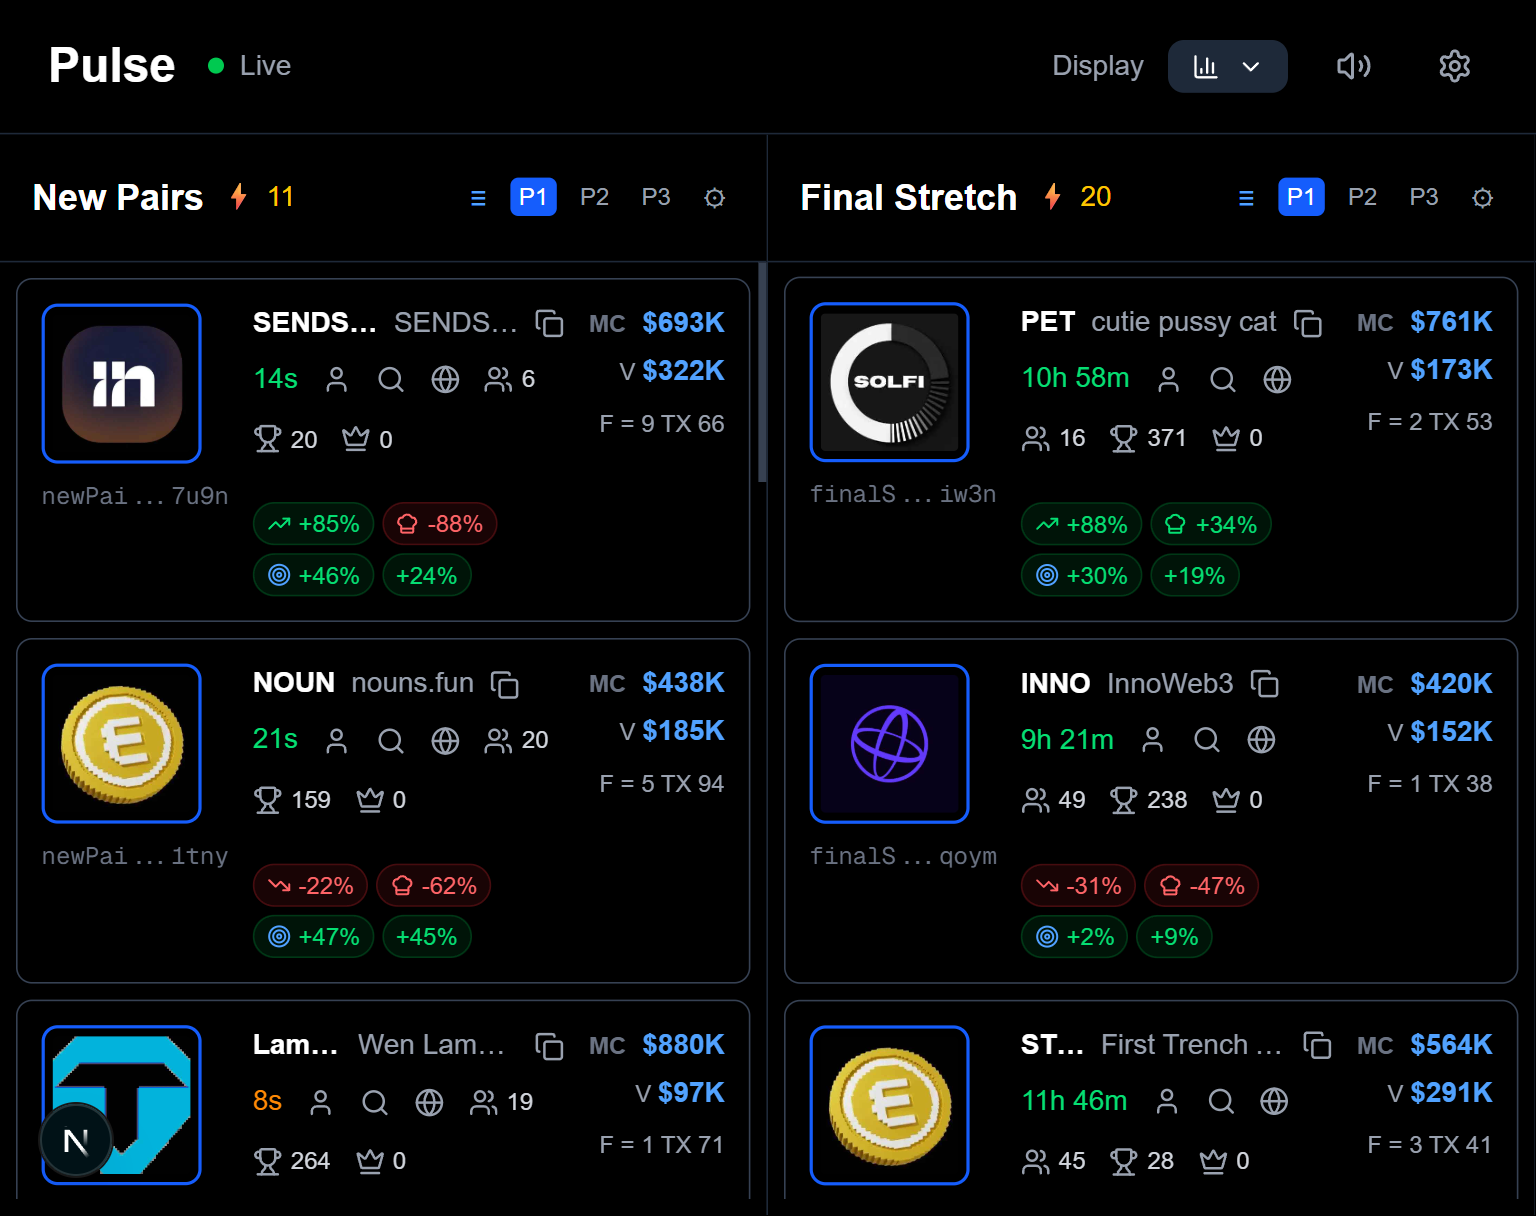 Pulse Live Display
New Pairs 11 P1 P2 P3
SENDS... SENDS... MC $693K
14s 6 V $322K
20 0 F = 9 TX 66
newPai...7u9n
+85% -88%
+46% +24%
NOUN nouns.fun MC $438K
21s 20 V $185K
159 0 F = 5 TX 94
newPai...1tny
-22% -62%
+47% +45%
Lam... Wen Lam... MC $880K
8s 19 V $97K
264 0 F = 1 TX 71
N
Final Stretch 20 P1 P2 P3
SOLFI
PET cutie pussy cat MC $761K
10h 58m V $173K
16 371 0 F = 2 TX 53
finalS...iw3n
+88% +34%
+30% +19%
INNO InnoWeb3 MC $420K
9h 21m V $152K
49 238 0 F = 1 TX 38
finalS...qoym
-31% -47%
+2% +9%
ST... First Trench ... MC $564K
11h 46m V $291K
45 28 0 F = 3 TX 41